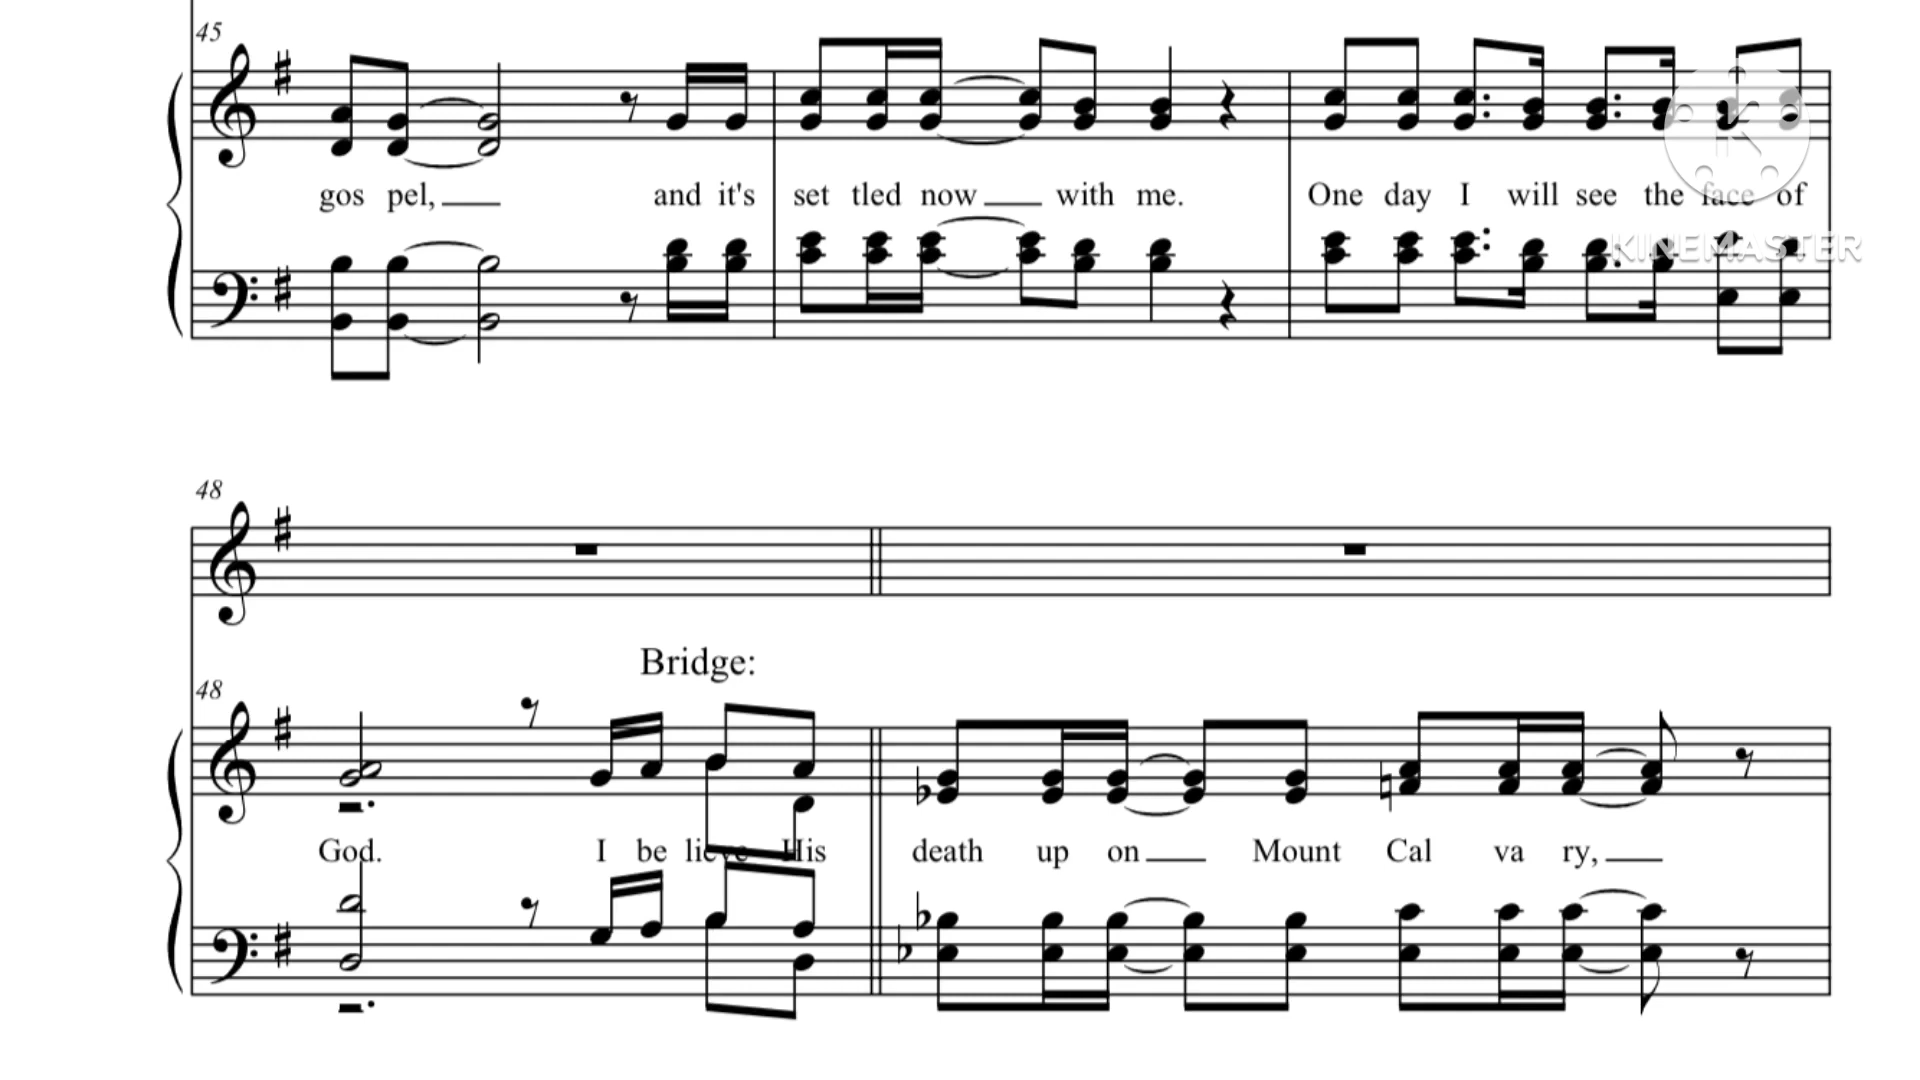 45
gos pel, and it's set tled now with me. One day I will see the face of
KINEMASTER
48
Bridge:
48
God. I be lieve His death up on Mount Cal va ry,